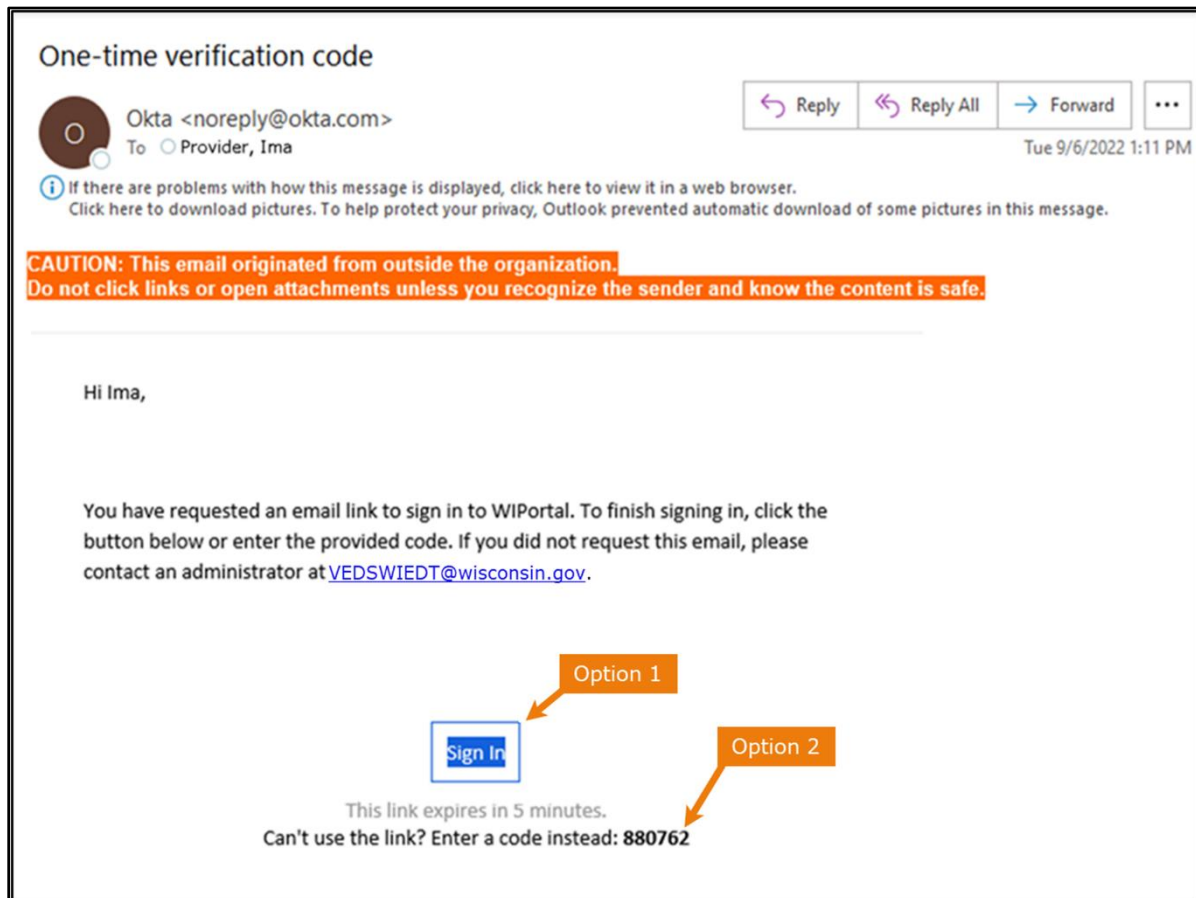 One-time verification code
O
Okta <noreply@okta.com>
To Provider, Ima
Reply
Reply All
Forward
...
Tue 9/6/2022 1:11 PM
If there are problems with how this message is displayed, click here to view it in a web browser.
Click here to download pictures. To help protect your privacy, Outlook prevented automatic download of some pictures in this message.
CAUTION: This email originated from outside the organization.
Do not click links or open attachments unless you recognize the sender and know the content is safe.
Hi Ima,
You have requested an email link to sign in to WIPortal. To finish signing in, click the
button below or enter the provided code. If you did not request this email, please
contact an administrator at VEDSWIEDT@wisconsin.gov.
Option 1
Sign In
Option 2
This link expires in 5 minutes.
Can't use the link? Enter a code instead: 880762